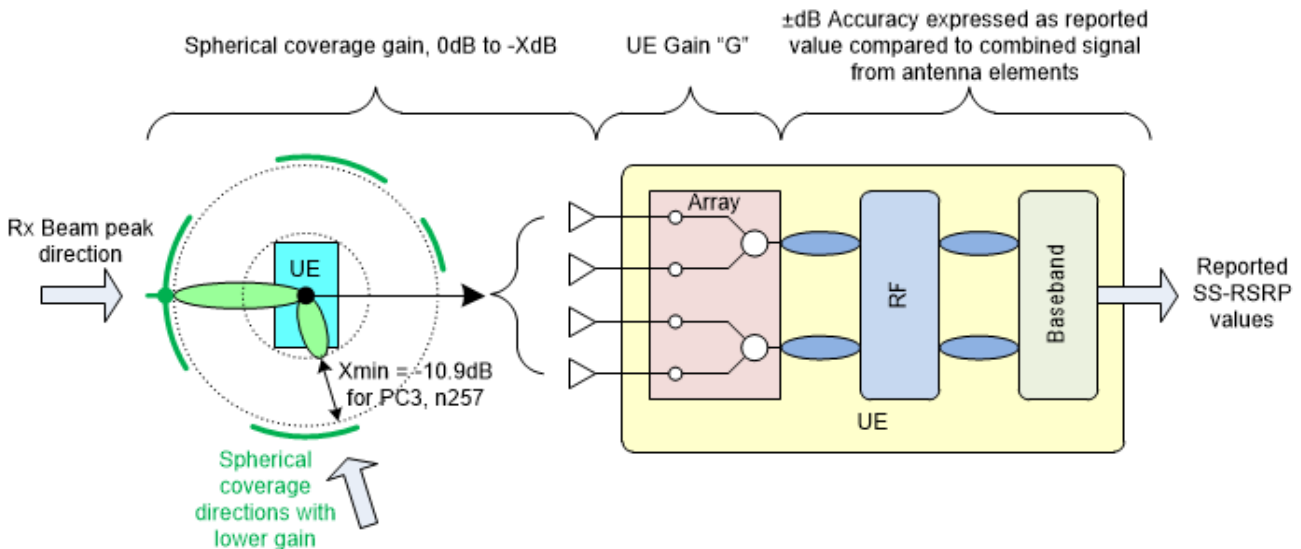 Spherical coverage gain, 0dB to -XdB
UE Gain “G”
±dB Accuracy expressed as reported
value compared to combined signal
from antenna elements
Rx Beam peak
direction
UE
Xmin = -10.9dB
for PC3, n257
Spherical
coverage
directions with
lower gain
Array
RF
Baseband
UE
Reported
SS-RSRP
values